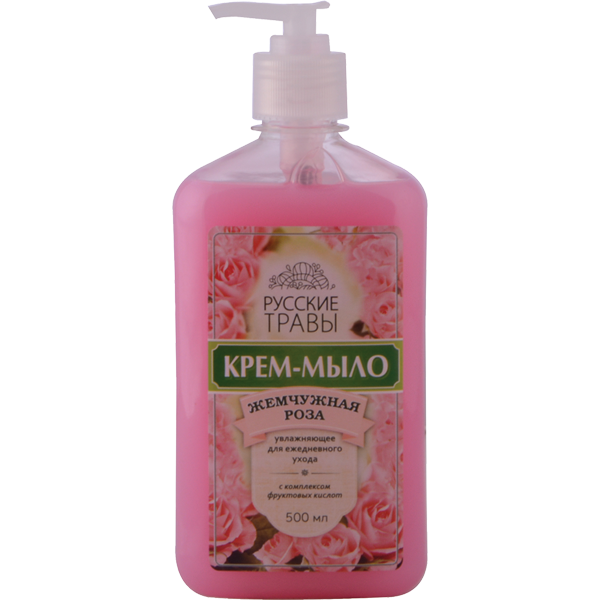 РУССКИЕ
ТРАВЫ
КРЕМ-МЫЛО
ЖЕМЧУЖНАЯ
РОЗА
увлажняющее
для ежедневного
ухода
с комплексом
фруктовых кислот
500 мл